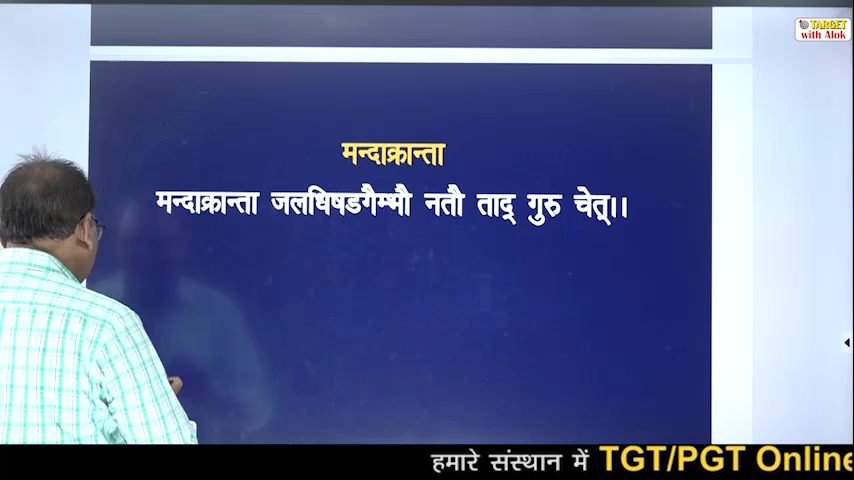 TARGET
with Alok
मन्दाक्रान्ता
मन्दाक्रान्ता जलधिषडगैम्भौ नतौ ताद् गुरु चेत्।।
हमारे संस्थान में TGT/PGT Online